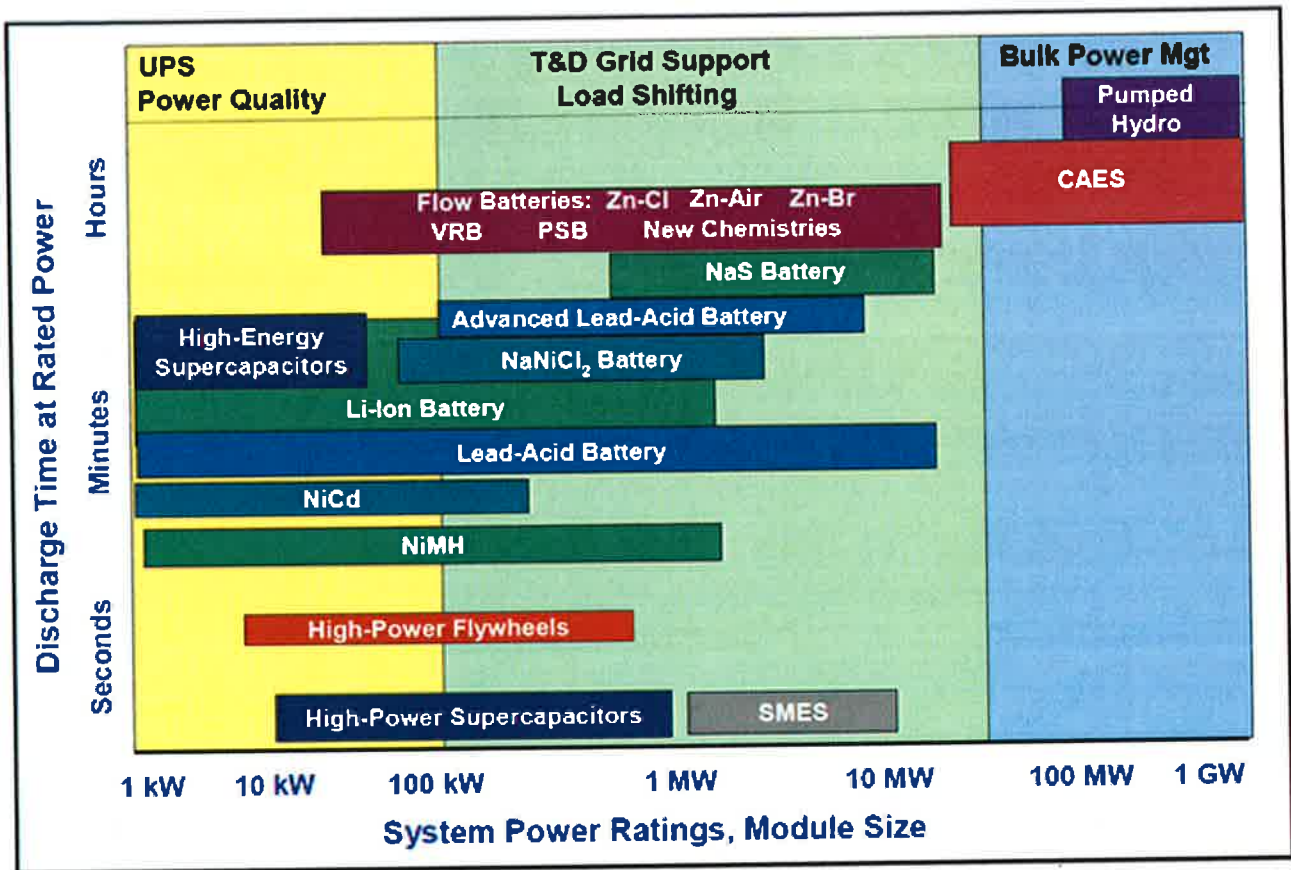 UPS
Power Quality
T&D Grid Support
Load Shifting
Bulk Power Mgt
Pumped
Hydro
CAES
Flow Batteries: Zn-Cl Zn-Air Zn-Br
VRB PSB New Chemistries
NaS Battery
Advanced Lead-Acid Battery
High-Energy
Supercapacitors
NaNiCl₂ Battery
Li-Ion Battery
Lead-Acid Battery
NiCd
NiMH
High-Power Flywheels
High-Power Supercapacitors
SMES
Discharge Time at Rated Power
Hours
Minutes
Seconds
1 kW 10 kW 100 kW 1 MW 10 MW 100 MW 1 GW
System Power Ratings, Module Size